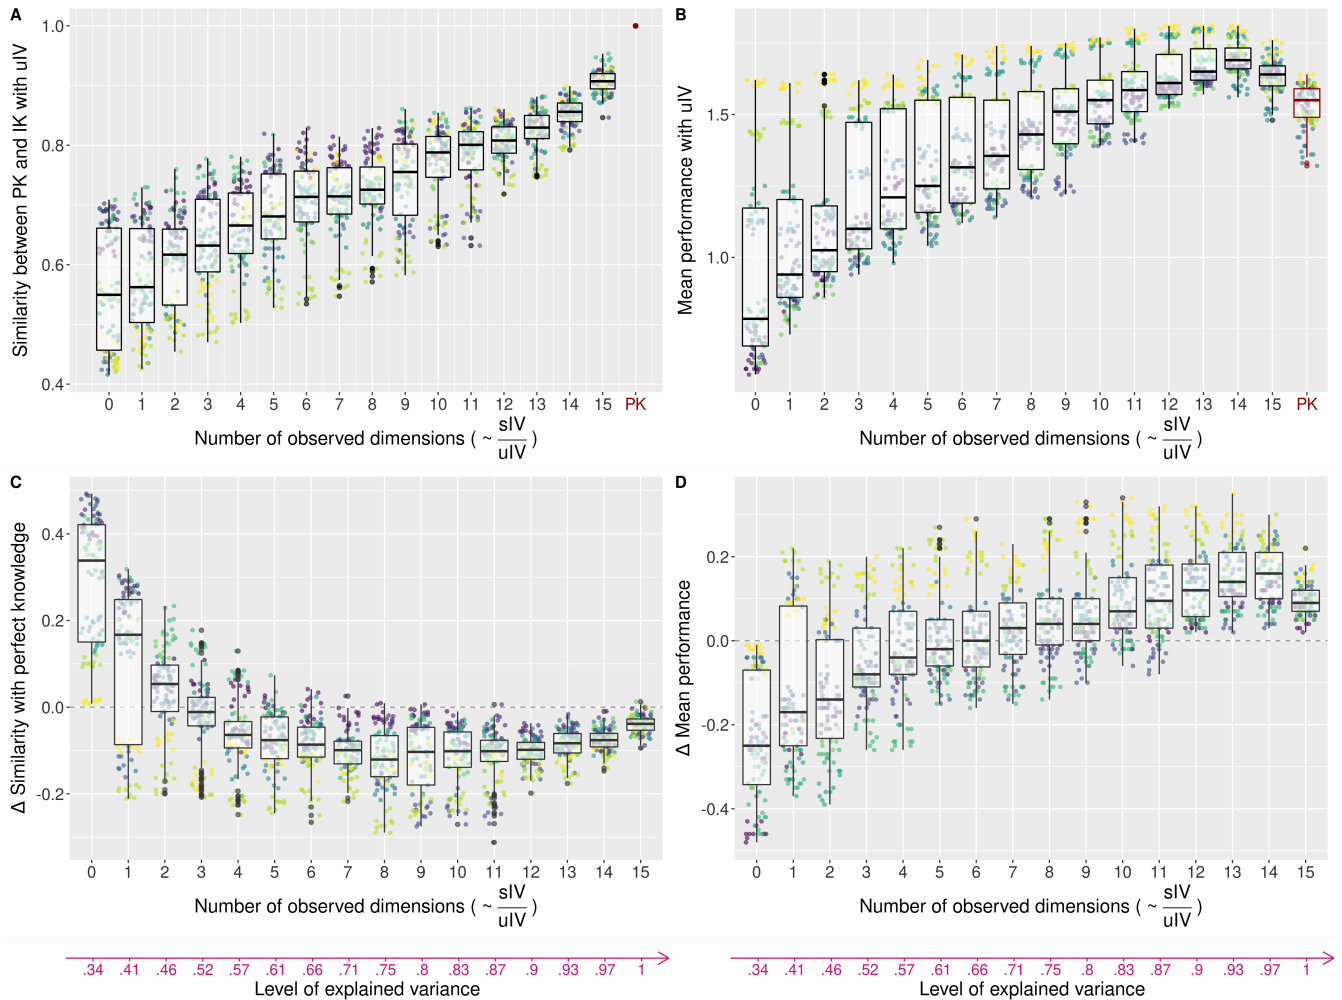 A
Similarity between PK and IK with uIV
1.0
0.8
0.6
0.4
0 1 2 3 4 5 6 7 8 9 10 11 12 13 14 15 PK
Number of observed dimensions ( ~ sIV
uIV )
B
Mean performance with uIV
1.5
1.0
0 1 2 3 4 5 6 7 8 9 10 11 12 13 14 15 PK
Number of observed dimensions ( ~ sIV
uIV )
C
Δ Similarity with perfect knowledge
0.4
0.2
0.0
-0.2
0 1 2 3 4 5 6 7 8 9 10 11 12 13 14 15
Number of observed dimensions ( ~ sIV
uIV )
D
Δ Mean performance
0.2
0.0
-0.2
-0.4
0 1 2 3 4 5 6 7 8 9 10 11 12 13 14 15
Number of observed dimensions ( ~ sIV
uIV )
.34 .41 .46 .52 .57 .61 .66 .71 .75 .8 .83 .87 .9 .93 .97 1
Level of explained variance
.34 .41 .46 .52 .57 .61 .66 .71 .75 .8 .83 .87 .9 .93 .97 1
Level of explained variance